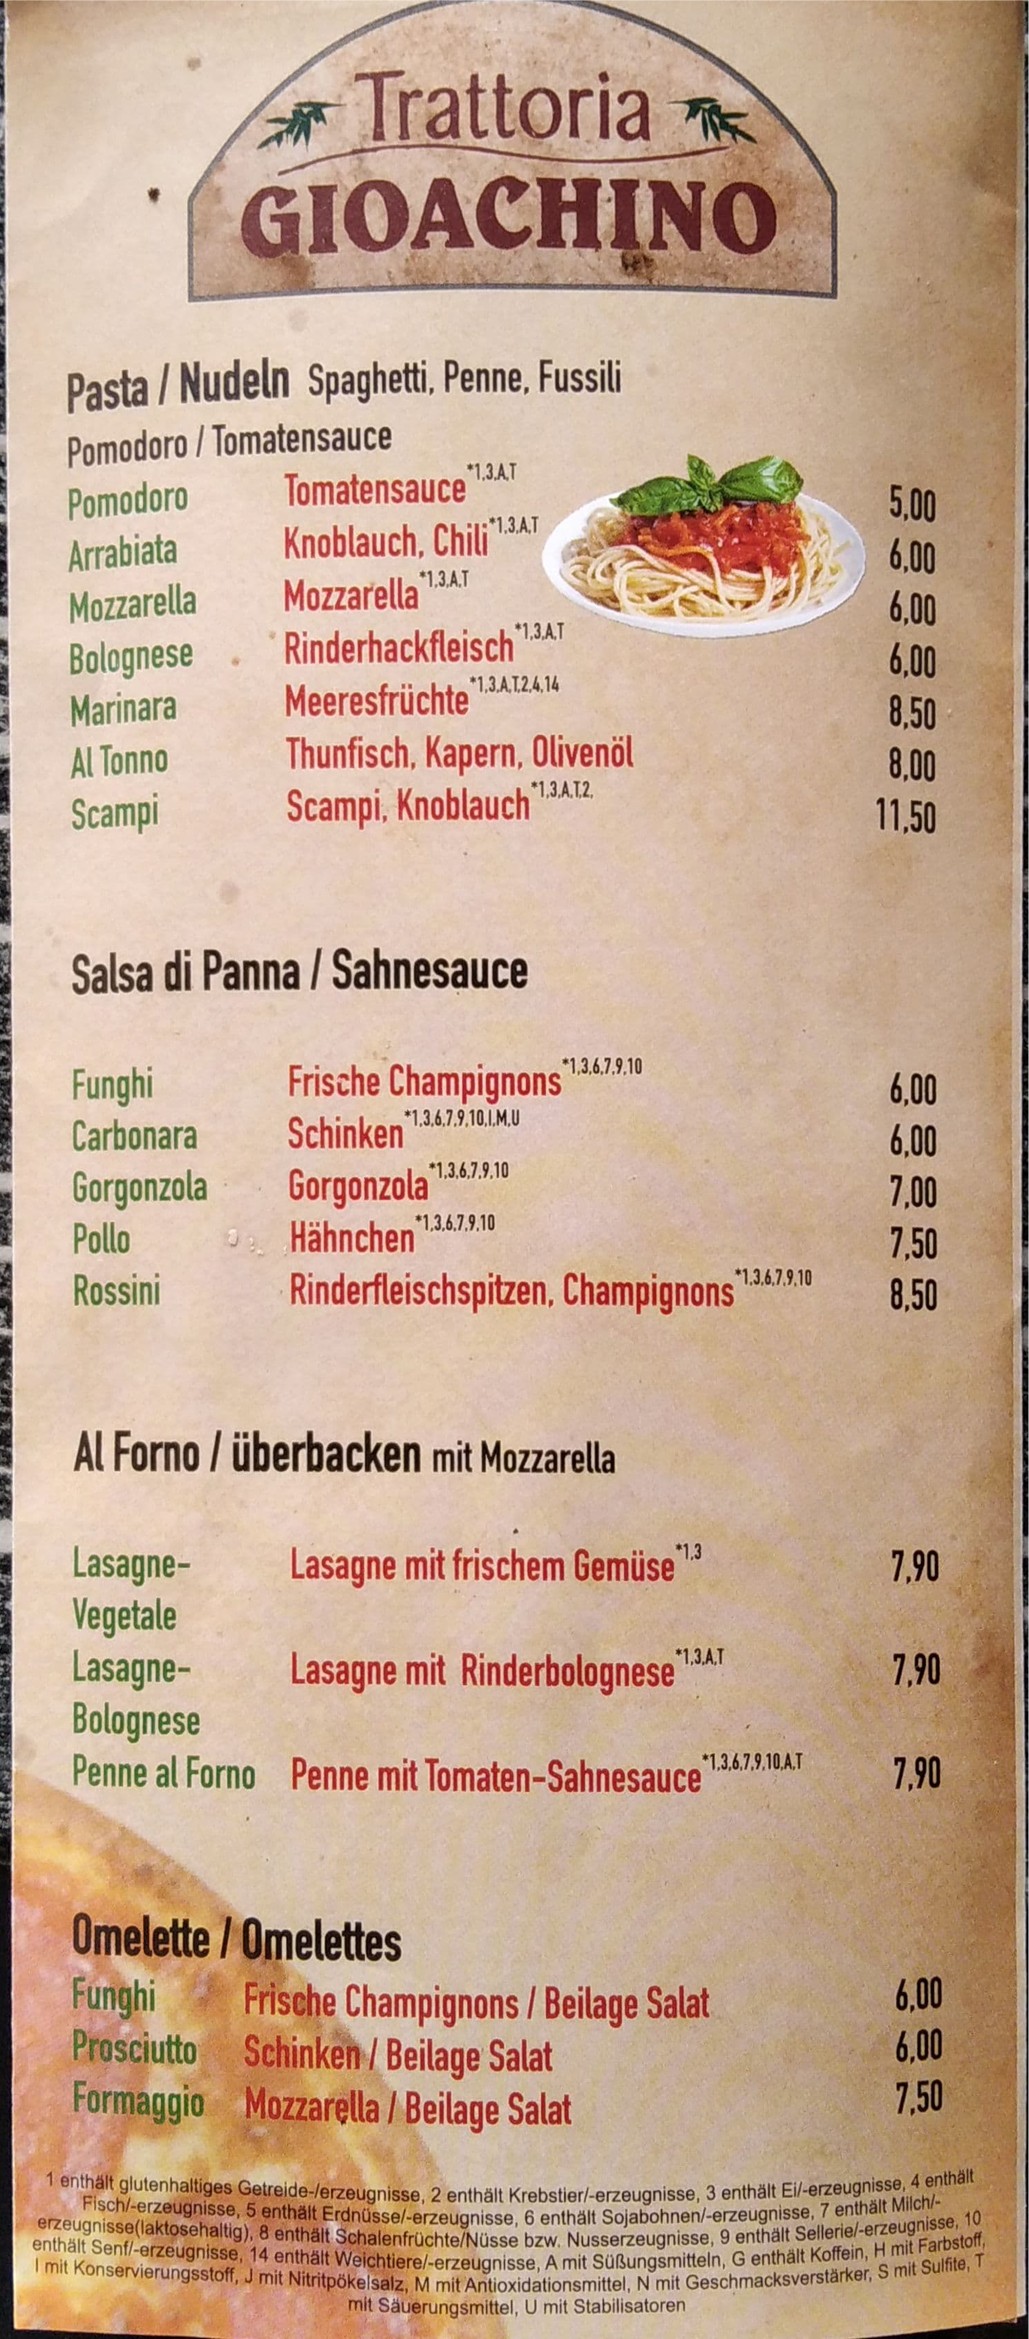 Trattoria
GIOACHINO
Pasta / Nudeln Spaghetti, Penne, Fussili
Pomodoro / Tomatensauce
Pomodoro Tomatensauce *1,3,A,T 5,00
Arrabiata Knoblauch, Chili *1,3,A,T 6,00
Mozzarella Mozzarella *1,3,A,T 6,00
Bolognese Rinderhackfleisch *1,3,A,T 6,00
Marinara Meeresfrüchte *1,3,A,T,2,4,14 8,50
Al Tonno Thunfisch, Kapern, Olivenöl 8,00
Scampi Scampi, Knoblauch *1,3,A,T,2, 11,50
Salsa di Panna / Sahnesauce
Funghi Frische Champignons *1,3,6,7,9,10 6,00
Carbonara Schinken *1,3,6,7,9,10,I,M,U 6,00
Gorgonzola Gorgonzola *1,3,6,7,9,10 7,00
Pollo Hähnchen *1,3,6,7,9,10 7,50
Rossini Rinderfleischspitzen, Champignons *1,3,6,7,9,10 8,50
Al Forno / überbacken mit Mozzarella
Lasagne- Lasagne mit frischem Gemüse *1,3 7,90
Vegetale
Lasagne- Lasagne mit Rinderbolognese *1,3,A,T 7,90
Bolognese
Penne al Forno Penne mit Tomaten-Sahnesauce *1,3,6,7,9,10,A,T 7,90
Omelette / Omelettes
Funghi Frische Champignons / Beilage Salat 6,00
Prosciutto Schinken / Beilage Salat 6,00
Formaggio Mozzarella / Beilage Salat 7,50
1 enthält glutenhaltiges Getreide-/erzeugnisse, 2 enthält Krebstier/-erzeugnisse, 3 enthält Ei/-erzeugnisse, 4 enthält
Fisch/-erzeugnisse, 5 enthält Erdnüsse/-erzeugnisse, 6 enthält Sojabohnen/-erzeugnisse, 7 enthält Milch/-
erzeugnisse(laktosehaltig), 8 enthält Schalenfrüchte/Nüsse bzw. Nusserzeugnisse, 9 enthält Sellerie/-erzeugnisse, 10
enthält Senf/-erzeugnisse, 14 enthält Weichtiere/-erzeugnisse, A mit Süßungsmitteln, G enthält Koffein, H mit Farbstoff,
I mit Konservierungsstoff, J mit Nitritpökelsalz, M mit Antioxidationsmittel, N mit Geschmacksverstärker, S mit Sulfite, T
mit Säuerungsmittel, U mit Stabilisatoren